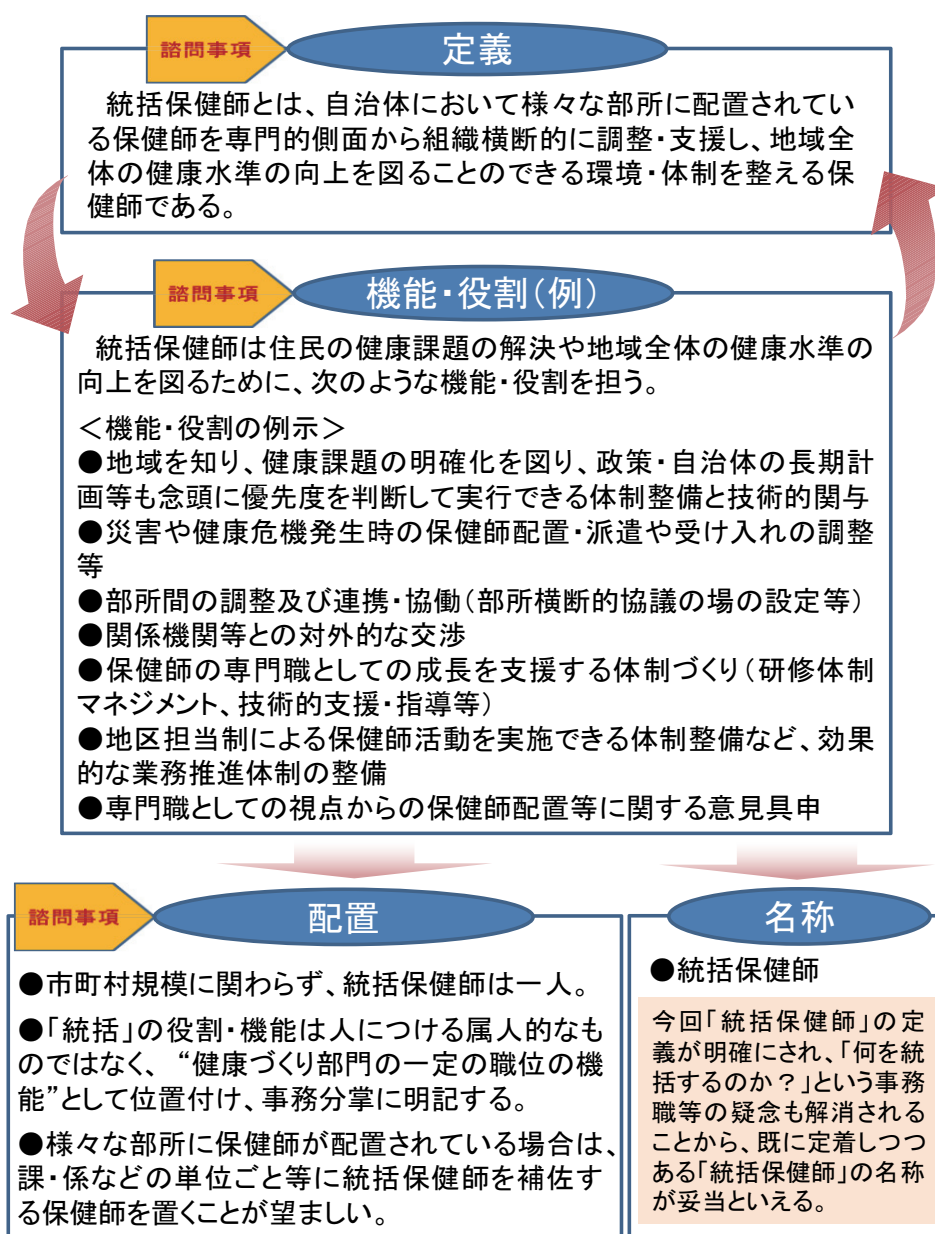 諮問事項
定義
統括保健師とは、自治体において様々な部所に配置されてい
る保健師を専門的側面から組織横断的に調整・支援し、地域全
体の健康水準の向上を図ることのできる環境・体制を整える保
健師である。
諮問事項
機能・役割（例）
統括保健師は住民の健康課題の解決や地域全体の健康水準の
向上を図るために、次のような機能・役割を担う。
＜機能・役割の例示＞
●地域を知り、健康課題の明確化を図り、政策・自治体の長期計
画等も念頭に優先度を判断して実行できる体制整備と技術的関与
●災害や健康危機発生時の保健師配置・派遣や受け入れの調整
等
●部所間の調整及び連携・協働（部所横断的協議の場の設定等）
●関係機関等との対外的な交渉
●保健師の専門職としての成長を支援する体制づくり（研修体制
マネジメント、技術的支援・指導等）
●地区担当制による保健師活動を実施できる体制整備など、効果
的な業務推進体制の整備
●専門職としての視点からの保健師配置等に関する意見具申
諮問事項
配置
●市町村規模に関わらず、統括保健師は一人。
●「統括」の役割・機能は人につける属人的なも
のではなく、“健康づくり部門の一定の職位の機
能”として位置付け、事務分掌に明記する。
●様々な部所に保健師が配置されている場合は、
課・係などの単位ごと等に統括保健師を補佐す
る保健師を置くことが望ましい。
名称
●統括保健師
今回「統括保健師」の定
義が明確にされ、「何を統
括するのか？」という事務
職等の疑念も解消される
ことから、既に定着しつつ
ある「統括保健師」の名称
が妥当といえる。